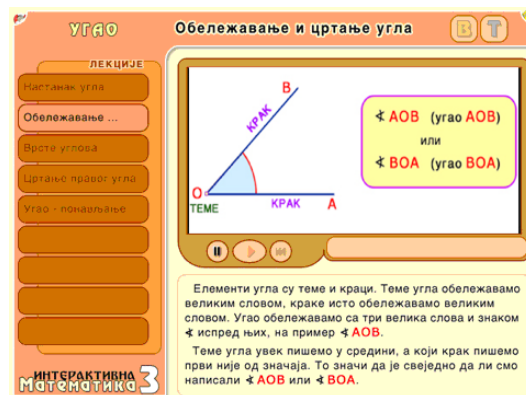 УГАО
Обележавање и цртање угла
В Т
ЛЕКЦИЈЕ
Настанак угла
Обележавање ...
Врсте углова
Цртање правог угла
Угао - понављање
B
КРАК
O
ТЕМЕ
КРАК
A
∢ AOB (угао AOB)
или
∢ BOA (угао BOA)
Елементи угла су теме и краци. Теме угла обележавамо
великим словом, краке исто обележавамо великим
словом. Угао обележавамо са три велика слова и знаком
∢ испред њих, на пример ∢ AOB.
Теме угла увек пишемо у средини, а који крак пишемо
први није од значаја. То значи да је свеједно да ли смо
написали ∢ AOB или ∢ BOA.
ИНТЕРАКТИВНА
Математика 3